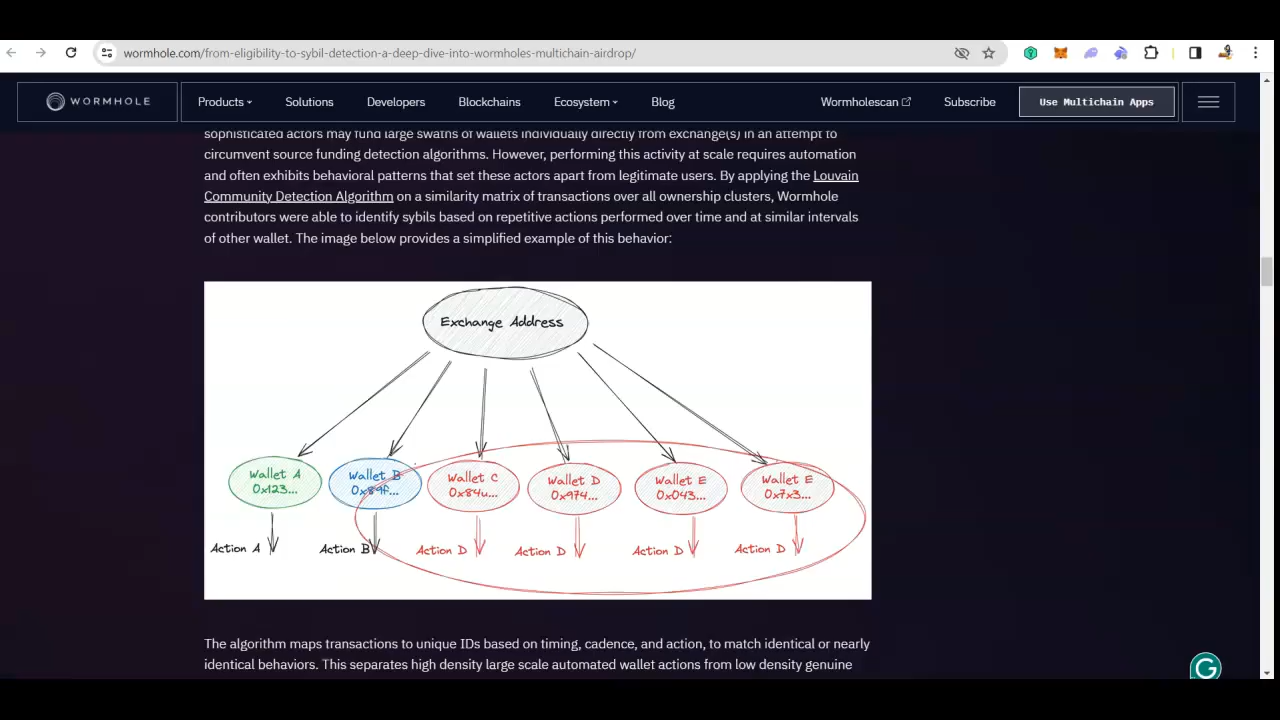 wormhole.com/from-eligibility-to-sybil-detection-a-deep-dive-into-wormholes-multichain-airdrop/
WORMHOLE
Products
Solutions
Developers
Blockchains
Ecosystem
Blog
Wormholescan
Subscribe
Use Multichain Apps
sophisticated actors may fund large swaths of wallets individually directly from exchange(s) in an attempt to
circumvent source funding detection algorithms. However, performing this activity at scale requires automation
and often exhibits behavioral patterns that set these actors apart from legitimate users. By applying the Louvain
Community Detection Algorithm on a similarity matrix of transactions over all ownership clusters, Wormhole
contributors were able to identify sybils based on repetitive actions performed over time and at similar intervals
of other wallet. The image below provides a simplified example of this behavior:
Exchange Address
Wallet A
0x123...
Wallet B
0x89f...
Wallet C
0x84u...
Wallet D
0x974...
Wallet E
0x043...
Wallet E
0x7x3...
Action A
Action B
Action D
Action D
Action D
Action D
The algorithm maps transactions to unique IDs based on timing, cadence, and action, to match identical or nearly
identical behaviors. This separates high density large scale automated wallet actions from low density genuine
G